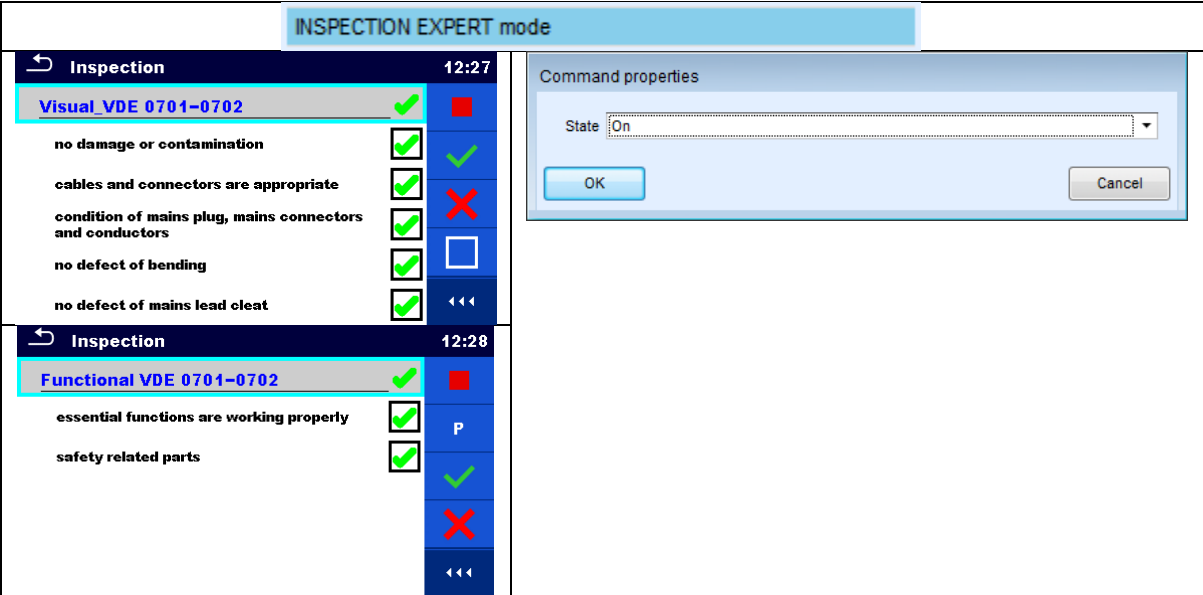 INSPECTION EXPERT mode
Inspection 12:27
Visual_VDE 0701-0702
no damage or contamination
cables and connectors are appropriate
condition of mains plug, mains connectors
and conductors
no defect of bending
no defect of mains lead cleat
Command properties
State On
OK Cancel
Inspection 12:28
Functional VDE 0701-0702
essential functions are working properly
P
safety related parts